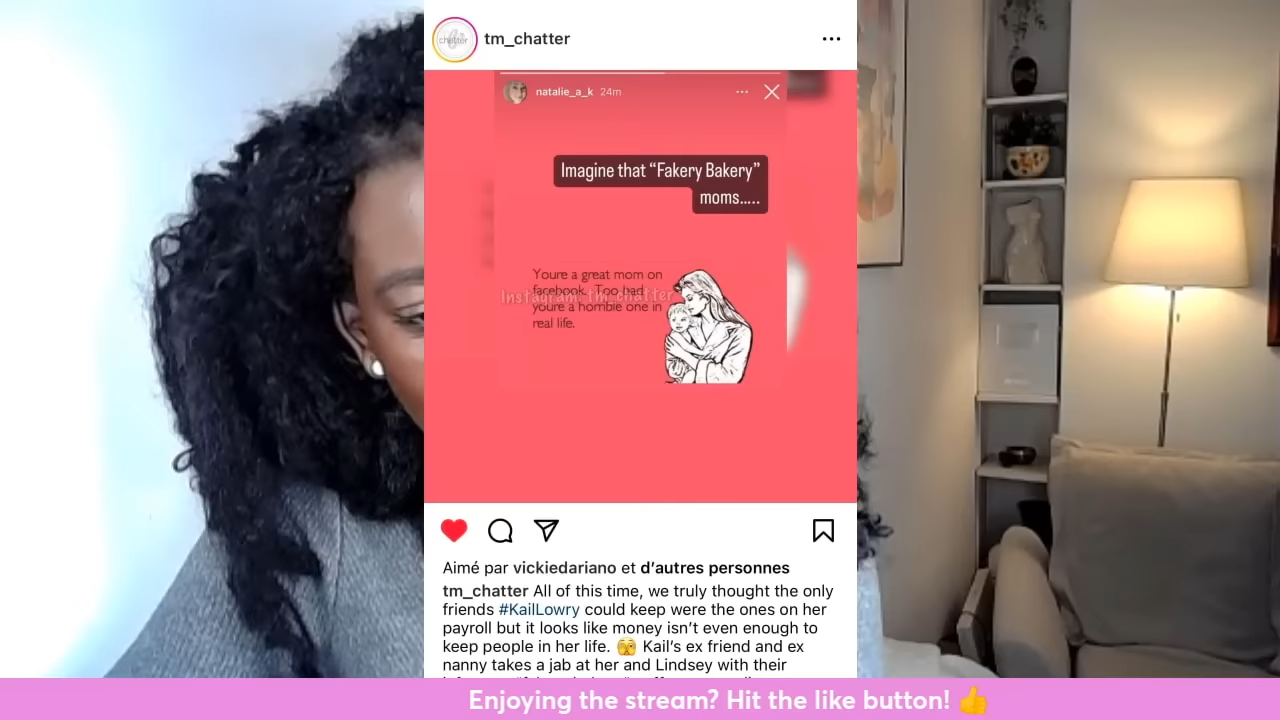 chatter
tm_chatter
natalie_a_k 24m
Imagine that “Fakery Bakery”
moms.....
Youre a great mom on
facebook. Too bad
youre a horrible one in
real life.
Instagram: tm_chatter
Aimé par vickiedariano et d’autres personnes
tm_chatter All of this time, we truly thought the only
friends #KailLowry could keep were the ones on her
payroll but it looks like money isn’t even enough to
keep people in her life. 🫣 Kail’s ex friend and ex
nanny takes a jab at her and Lindsey with their
Enjoying the stream? Hit the like button! 👍